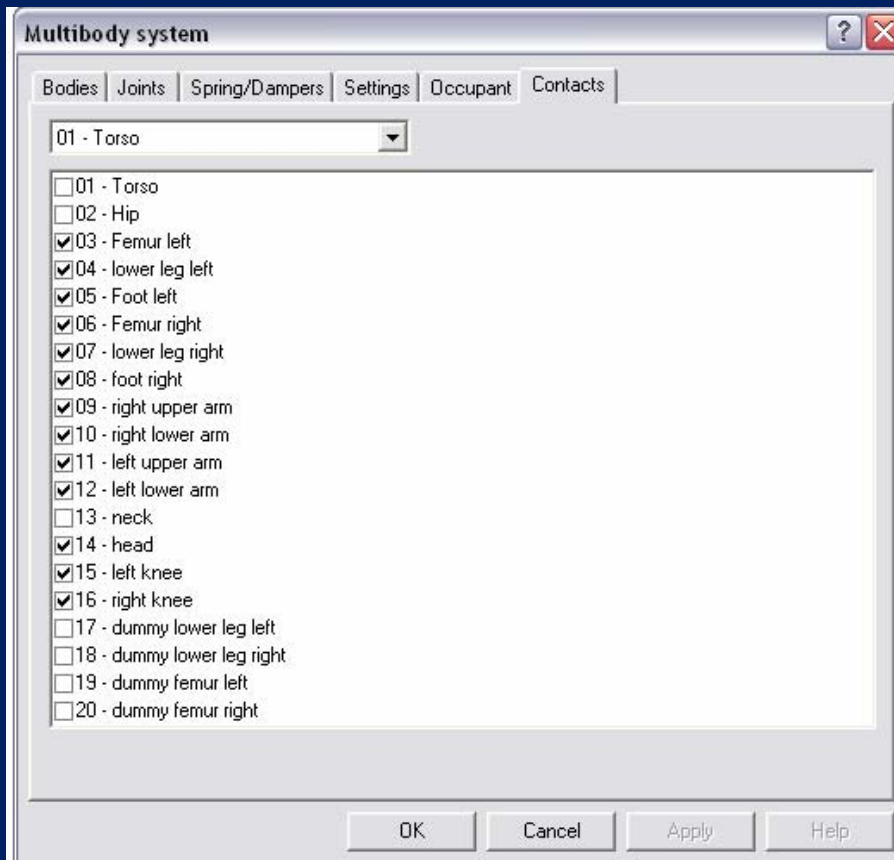 Multibody system
Bodies Joints Spring/Dampers Settings Occupant Contacts
01 - Torso
01 - Torso
02 - Hip
03 - Femur left
04 - lower leg left
05 - Foot left
06 - Femur right
07 - lower leg right
08 - foot right
09 - right upper arm
10 - right lower arm
11 - left upper arm
12 - left lower arm
13 - neck
14 - head
15 - left knee
16 - right knee
17 - dummy lower leg left
18 - dummy lower leg right
19 - dummy femur left
20 - dummy femur right
OK Cancel Apply Help